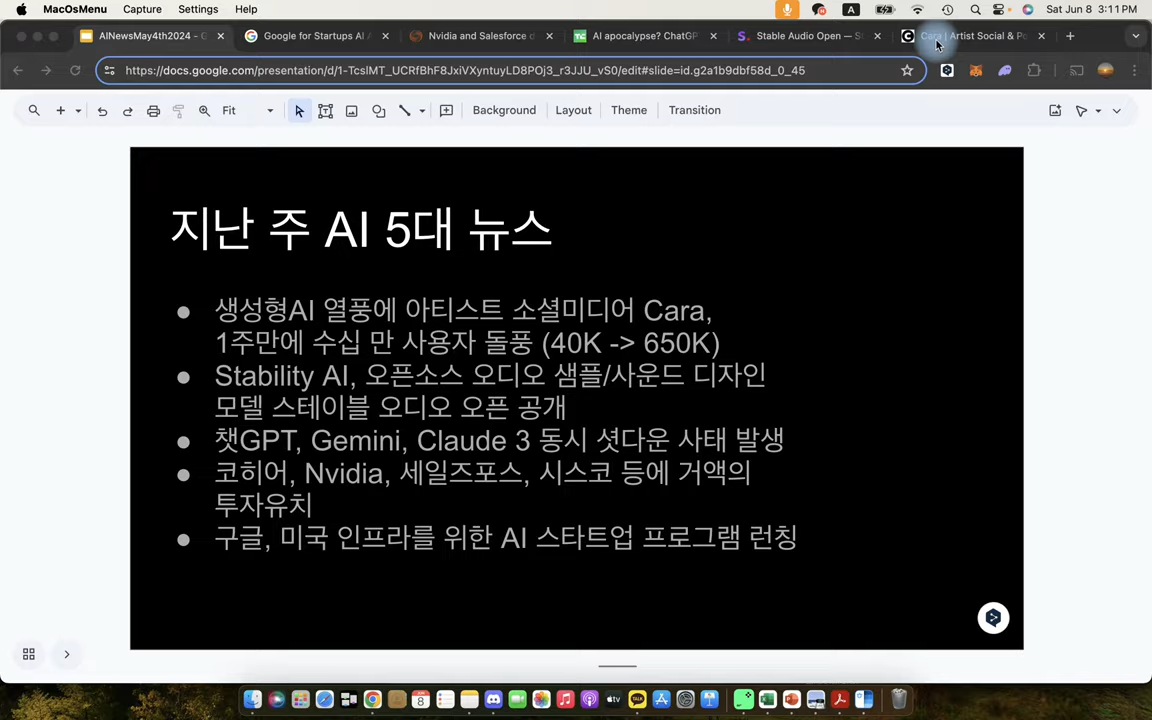 MacOsMenu Capture Settings Help
A
Sat Jun 8 3:11 PM
AINewsMay4th2024 - G
Google for Startups AI A
Nvidia and Salesforce d
AI apocalypse? ChatGP
Stable Audio Open — S
Cara | Artist Social & Po
https://docs.google.com/presentation/d/1-TcslMT_UCRfBhF8JxiVXyntuyLD8POj3_r3JJU_vS0/edit#slide=id.g2a1b9dbf58d_0_45
Fit Background Layout Theme Transition
지난 주 AI 5대 뉴스
● 생성형AI 열풍에 아티스트 소셜미디어 Cara,
1주만에 수십 만 사용자 돌풍 (40K -> 650K)
● Stability AI, 오픈소스 오디오 샘플/사운드 디자인
모델 스테이블 오디오 오픈 공개
● 챗GPT, Gemini, Claude 3 동시 셧다운 사태 발생
● 코히어, Nvidia, 세일즈포스, 시스코 등에 거액의
투자유치
● 구글, 미국 인프라를 위한 AI 스타트업 프로그램 런칭
8
TALK
tv